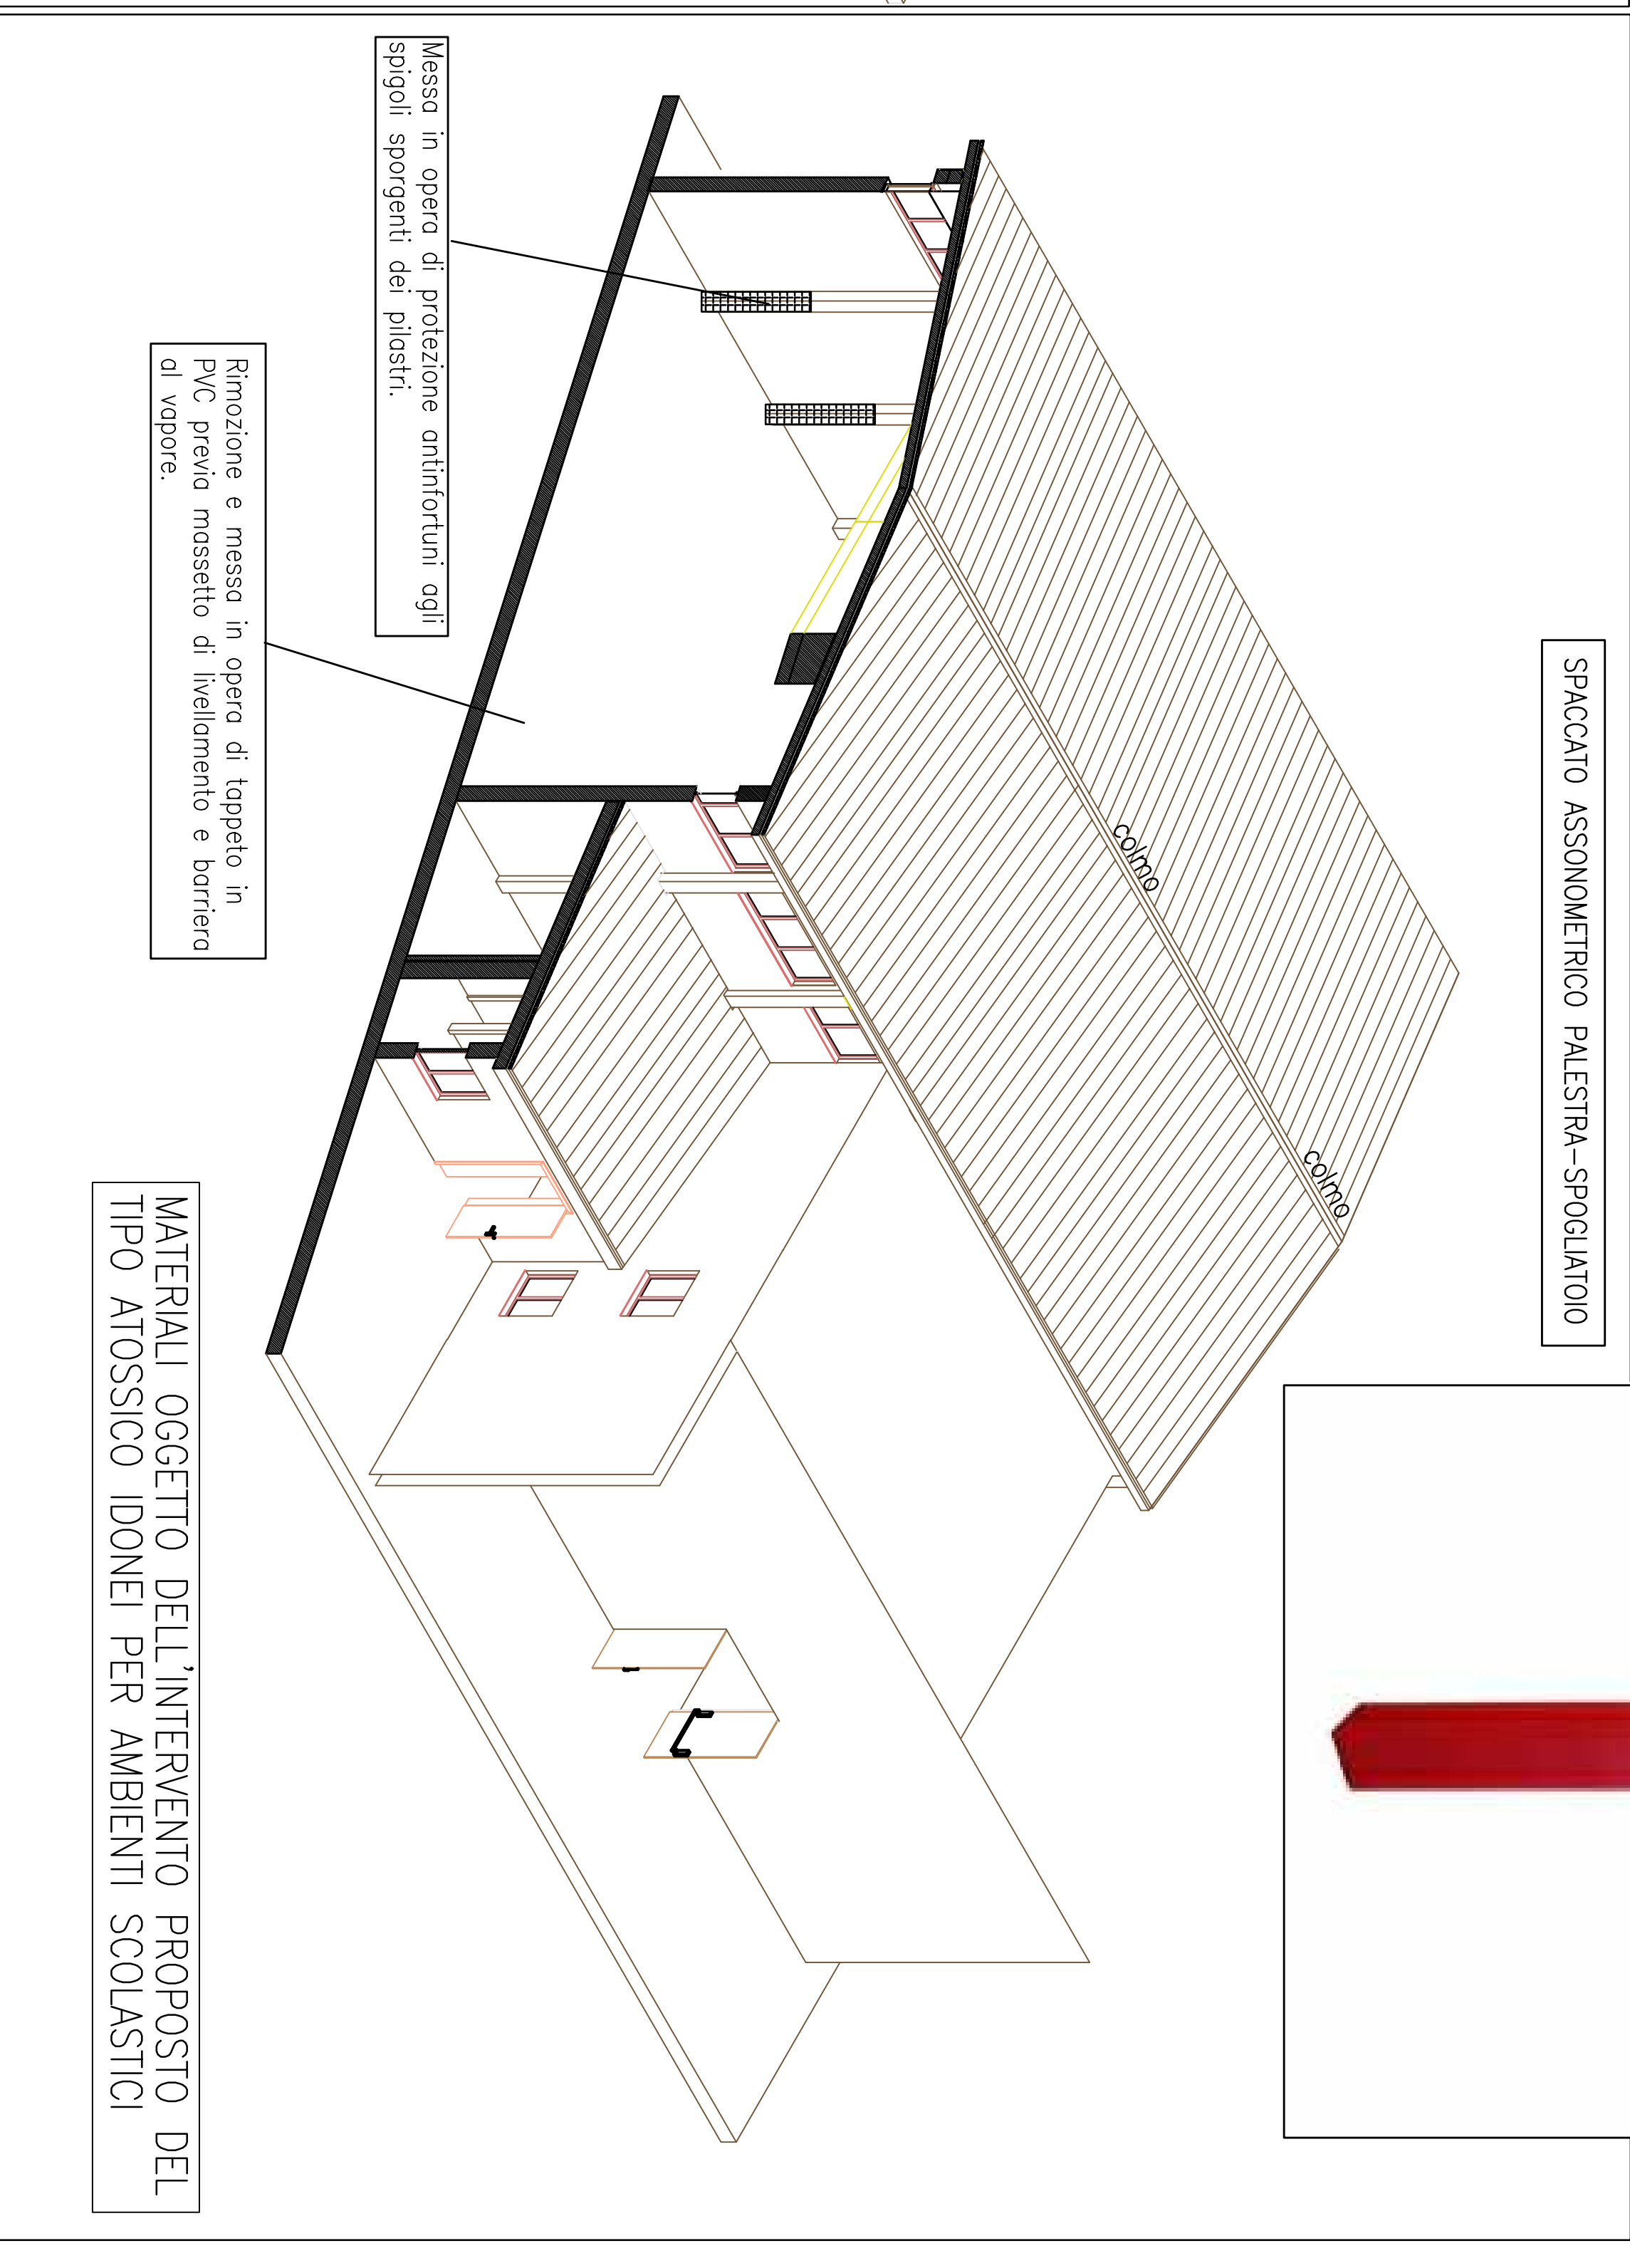 SPACCATO ASSONOMETRICO PALESTRA-SPOGLIATOIO
colmo
colmo
Messa in opera di protezione antinfortuni agli
spigoli sporgenti dei pilastri.
Rimozione e messa in opera di tappeto in
PVC previa massetto di livellamento e barriera
al vapore.
MATERIALI OGGETTO DELL'INTERVENTO PROPOSTO DEL
TIPO ATOSSICO IDONEI PER AMBIENTI SCOLASTICI